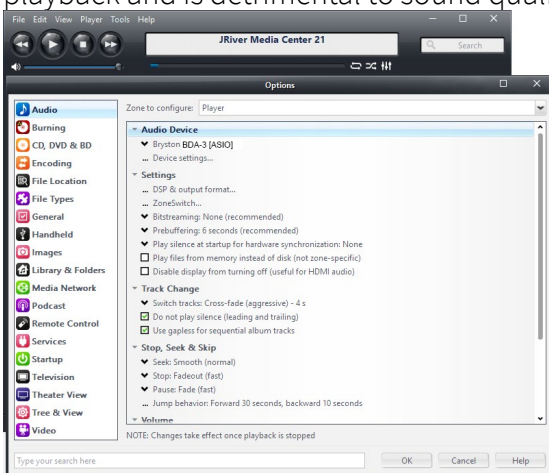 playback and is detrimental to sound quali
File Edit View Player Tools Help
JRiver Media Center 21
Search
Options
Audio
Burning
CD, DVD & BD
Encoding
File Location
File Types
General
Handheld
Images
Library & Folders
Media Network
Podcast
Remote Control
Services
Startup
Television
Theater View
Tree & View
Video
Zone to configure: Player
Audio Device
Bryston BDA-3 [ASIO]
... Device settings...
Settings
... DSP & output format...
... ZoneSwitch...
Bitstreaming: None (recommended)
Prebuffering: 6 seconds (recommended)
Play silence at startup for hardware synchronization: None
Play files from memory instead of disk (not zone-specific)
Disable display from turning off (useful for HDMI audio)
Track Change
Switch tracks: Cross-fade (aggressive) - 4 s
Do not play silence (leading and trailing)
Use gapless for sequential album tracks
Stop, Seek & Skip
Seek: Smooth (normal)
Stop: Fadeout (fast)
Pause: Fade (fast)
... Jump behavior: Forward 30 seconds, backward 10 seconds
Volume
NOTE: Changes take effect once playback is stopped
Type your search here
OK Cancel Help